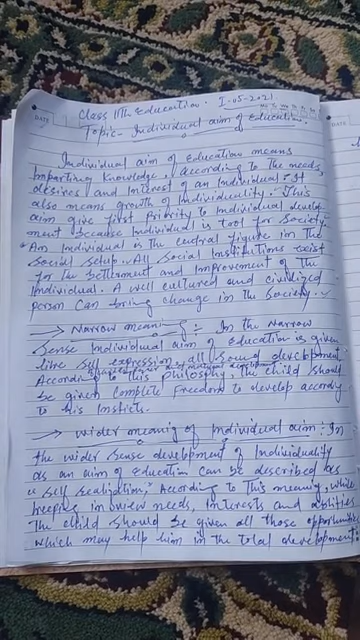 Class 11th Education. 1-05-2021
DATE
Topic- Individual aim of Education
Individual aim of Education means
Imparting Knowledge, according to the needs,
desires and Interest of an Individual. It
also means growth of Individuality. This
aim give first Priority to Individual develop-
ment because Individual is tool for Society.
An Individual is the central figure in the
Social setup. All Social Institutions exist
for the betterment and Improvement of the
Individual. A well cultured and civilized
person Can bring change in the Society.
→ Narrow meaning :- In the Narrow
Sense Individual aim of Education is given
like self expression, all round development
According to this Philosophy, the child should
be given Complete Freedom to develop accordly
to his Insticts.
→ wider meanig of Individual aim: In
the wider Sense development of Individuality
as an aim of Education Can be described as
"Self Realization," According to This meanig, while
keeping in view needs, Interests and
The child should be given all those opportunities
which may help him in the total development.